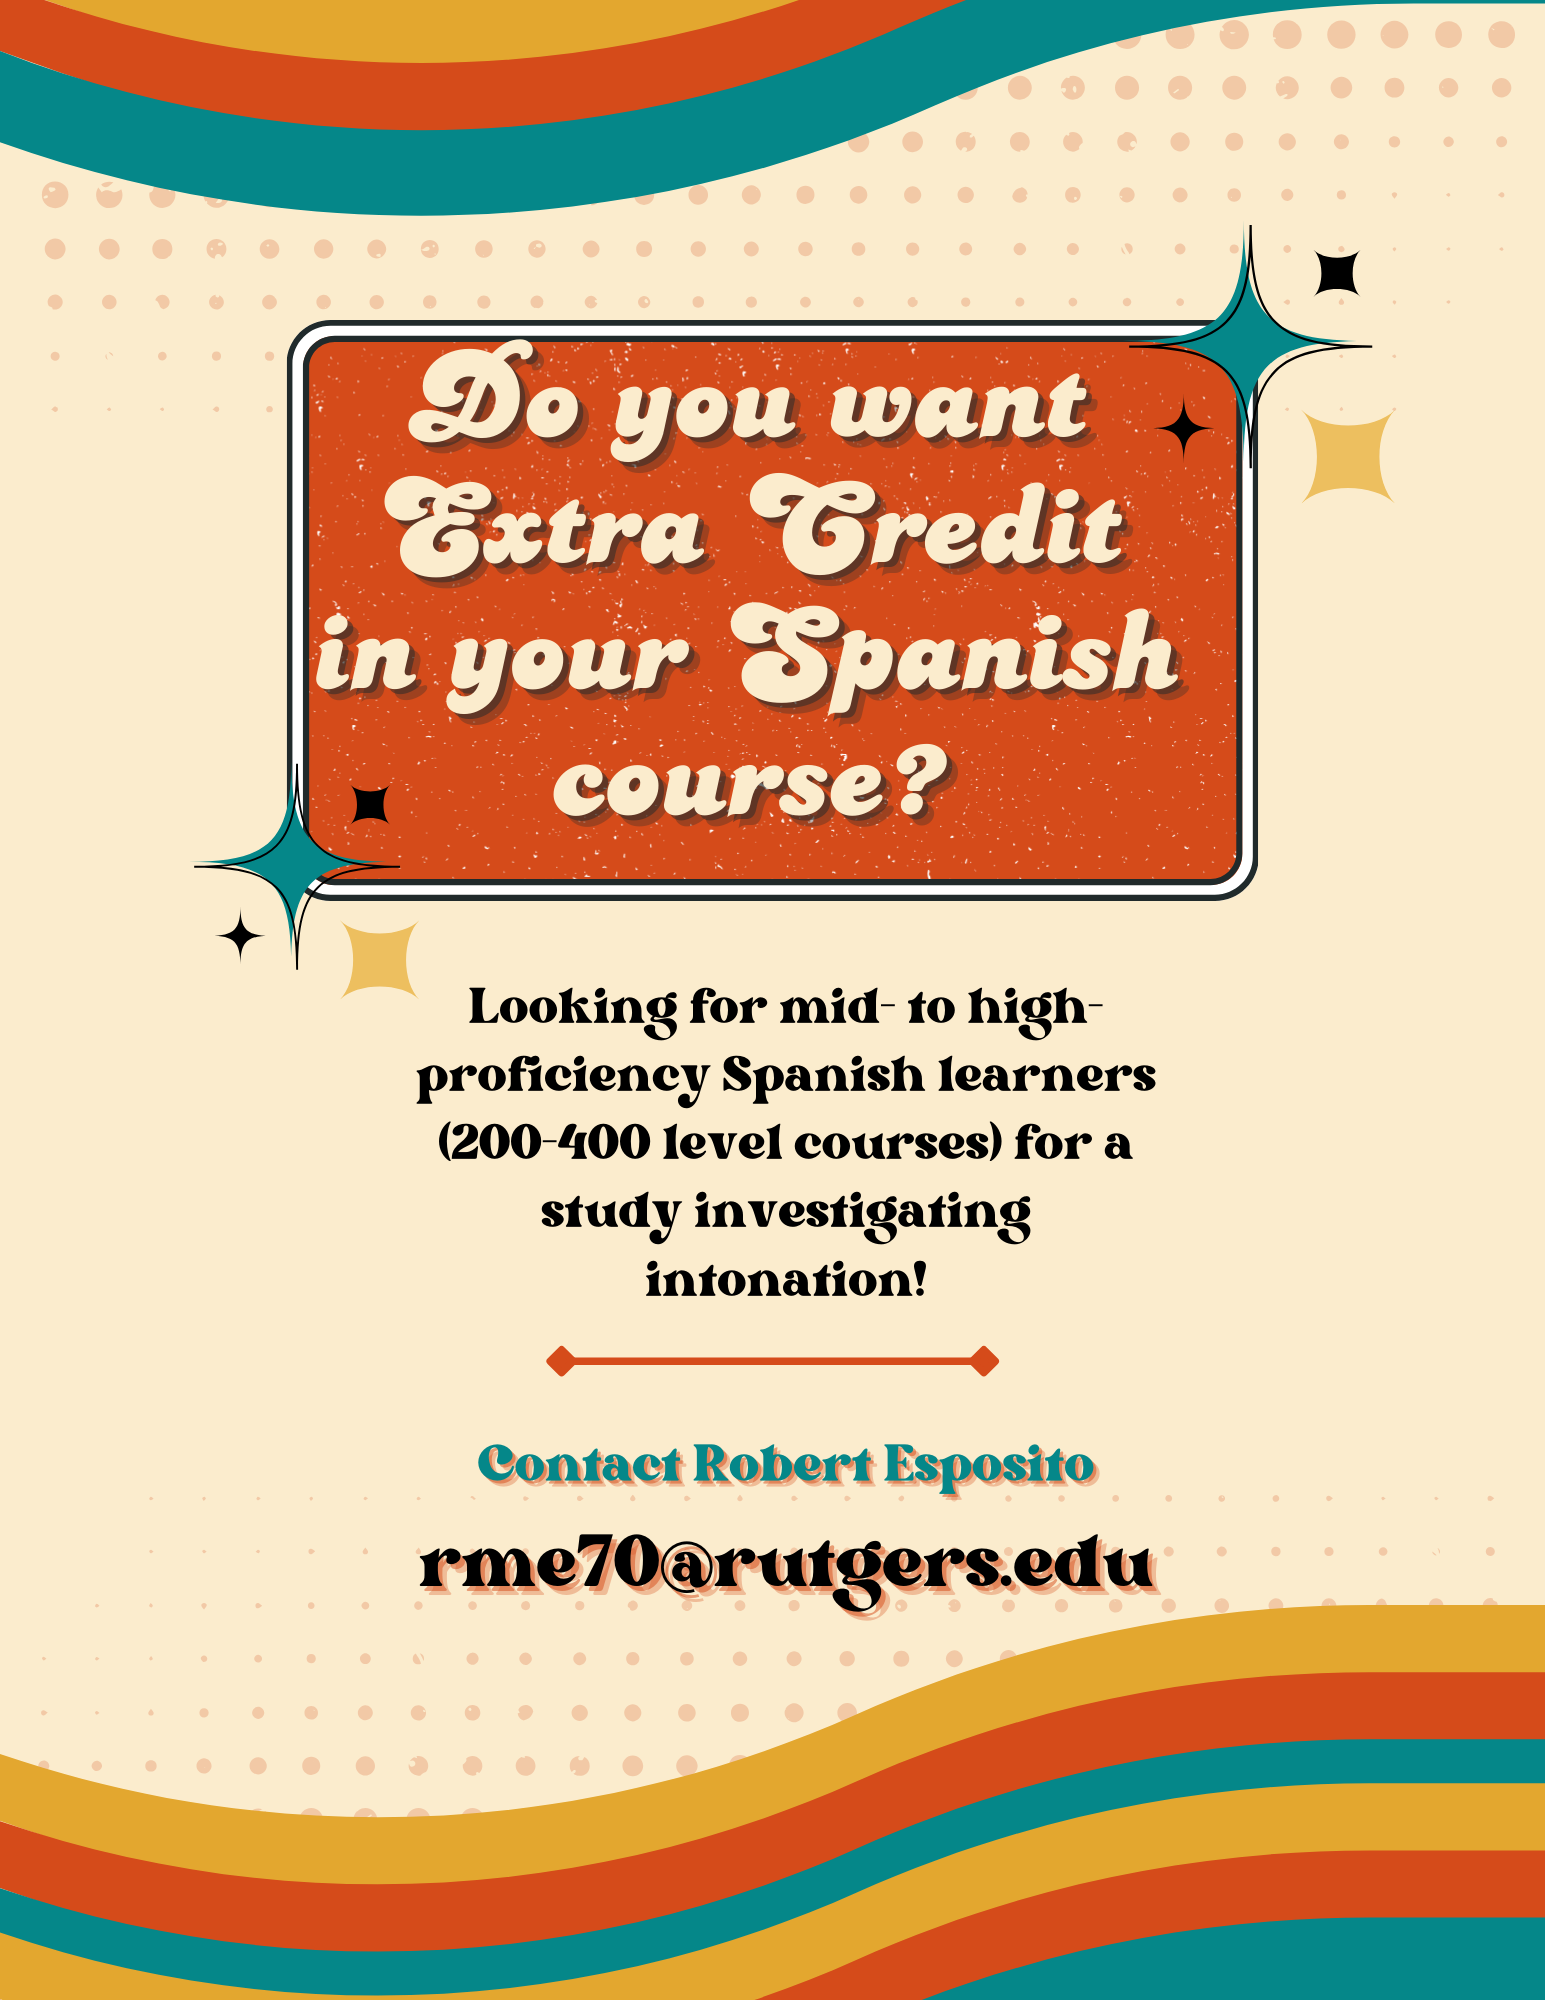 Do you want
Extra Credit
in your Spanish
course?
Looking for mid- to high-
proficiency Spanish learners
(200-400 level courses) for a
study investigating
intonation!
Contact Robert Esposito
rme70@rutgers.edu